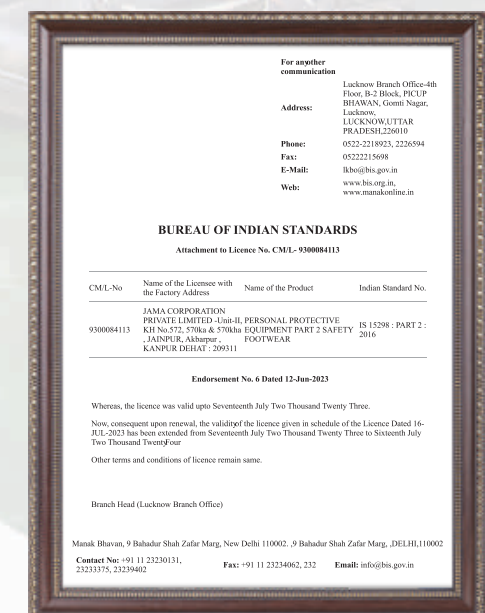 For anyother
communication
Address:
Lucknow Branch Office-4th
Floor, B-2 Block, PICUP
BHAWAN, Gomti Nagar,
Lucknow,
LUCKNOW,UTTAR
PRADESH,226010
Phone: 0522-2218923, 2226594
Fax: 05222215698
E-Mail: lkbo@bis.gov.in
Web:
www.bis.org.in,
www.manakonline.in
BUREAU OF INDIAN STANDARDS
Attachment to Licence No. CM/L- 9300084113
CM/L-No
Name of the Licensee with
the Factory Address
Name of the Product
Indian Standard No.
9300084113
JAMA CORPORATION
PRIVATE LIMITED -Unit-II,
KH No.572, 570ka & 570kha
, JAINPUR, Akbarpur ,
KANPUR DEHAT : 209311
PERSONAL PROTECTIVE
EQUIPMENT PART 2 SAFETY
FOOTWEAR
IS 15298 : PART 2 :
2016
Endorsement No. 6 Dated 12-Jun-2023
Whereas, the licence was valid upto Seventeenth July Two Thousand Twenty Three.
Now, consequent upon renewal, the validityof the licence given in schedule of the Licence Dated 16-
JUL-2023 has been extended from Seventeenth July Two Thousand Twenty Three to Sixteenth July
Two Thousand TwentyFour
Other terms and conditions of licence remain same.
Branch Head (Lucknow Branch Office)
Manak Bhavan, 9 Bahadur Shah Zafar Marg, New Delhi 110002. ,9 Bahadur Shah Zafar Marg, ,DELHI,110002
Contact No: +91 11 23230131,
23233375, 23239402
Fax: +91 11 23234062, 232
Email: info@bis.gov.in